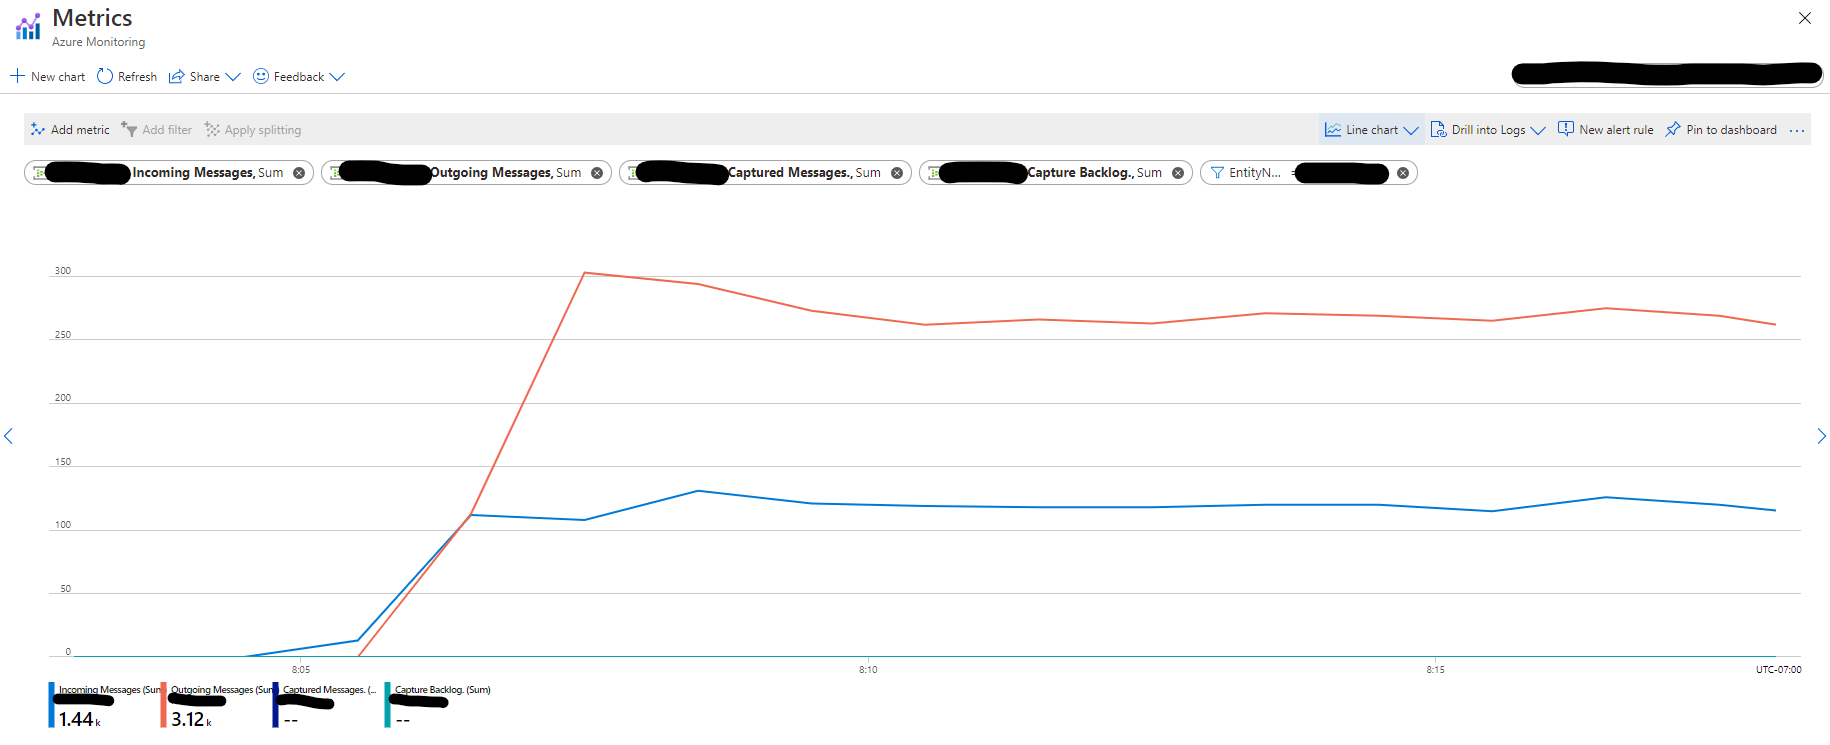 Metrics
Azure Monitoring
New chart Refresh Share Feedback
Add metric Add filter Apply splitting Line chart Drill into Logs New alert rule Pin to dashboard ...
Incoming Messages, Sum Outgoing Messages, Sum Captured Messages., Sum Capture Backlog., Sum EntityN... =
300
250
200
150
100
50
0
8:05 8:10 8:15 UTC-07:00
Incoming Messages (Sum Outgoing Messages (Sum Captured Messages. (... Capture Backlog. (Sum)
1.44 k 3.12 k -- --